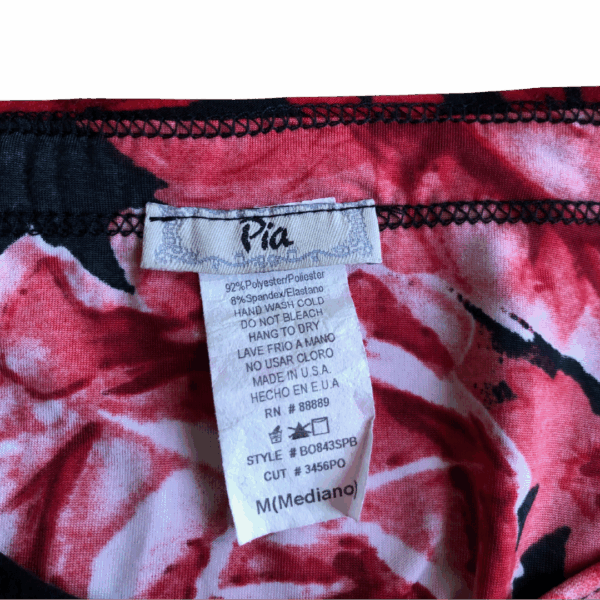 Pia
92%Polyester/Poliester
8%Spandex/Elastano
HAND WASH COLD
DO NOT BLEACH
HANG TO DRY
LAVE FRIO A MANO
NO USAR CLORO
MADE IN U.S.A.
HECHO EN E.U.A
RN # 88889
STYLE # BO843SPB
CUT # 3456PO
M(Mediano)